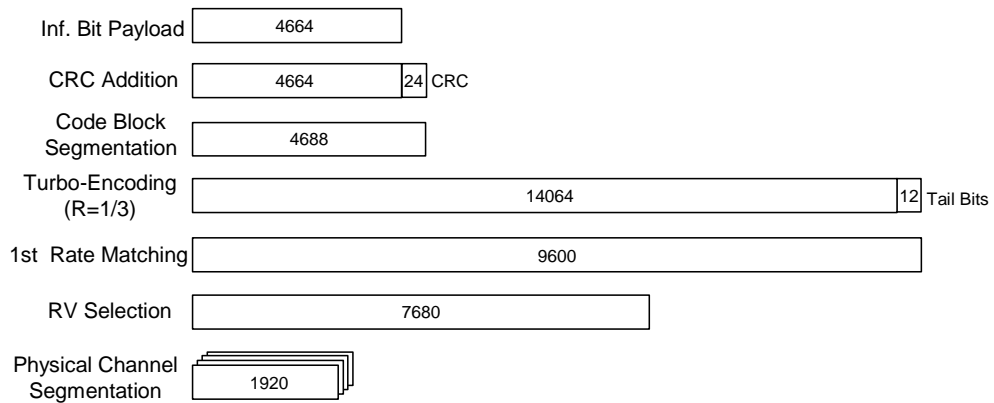 Inf. Bit Payload
4664
CRC Addition
4664
24
CRC
Code Block
Segmentation
4688
Turbo-Encoding
(R=1/3)
14064
12
Tail Bits
1st Rate Matching
9600
RV Selection
7680
Physical Channel
Segmentation
1920